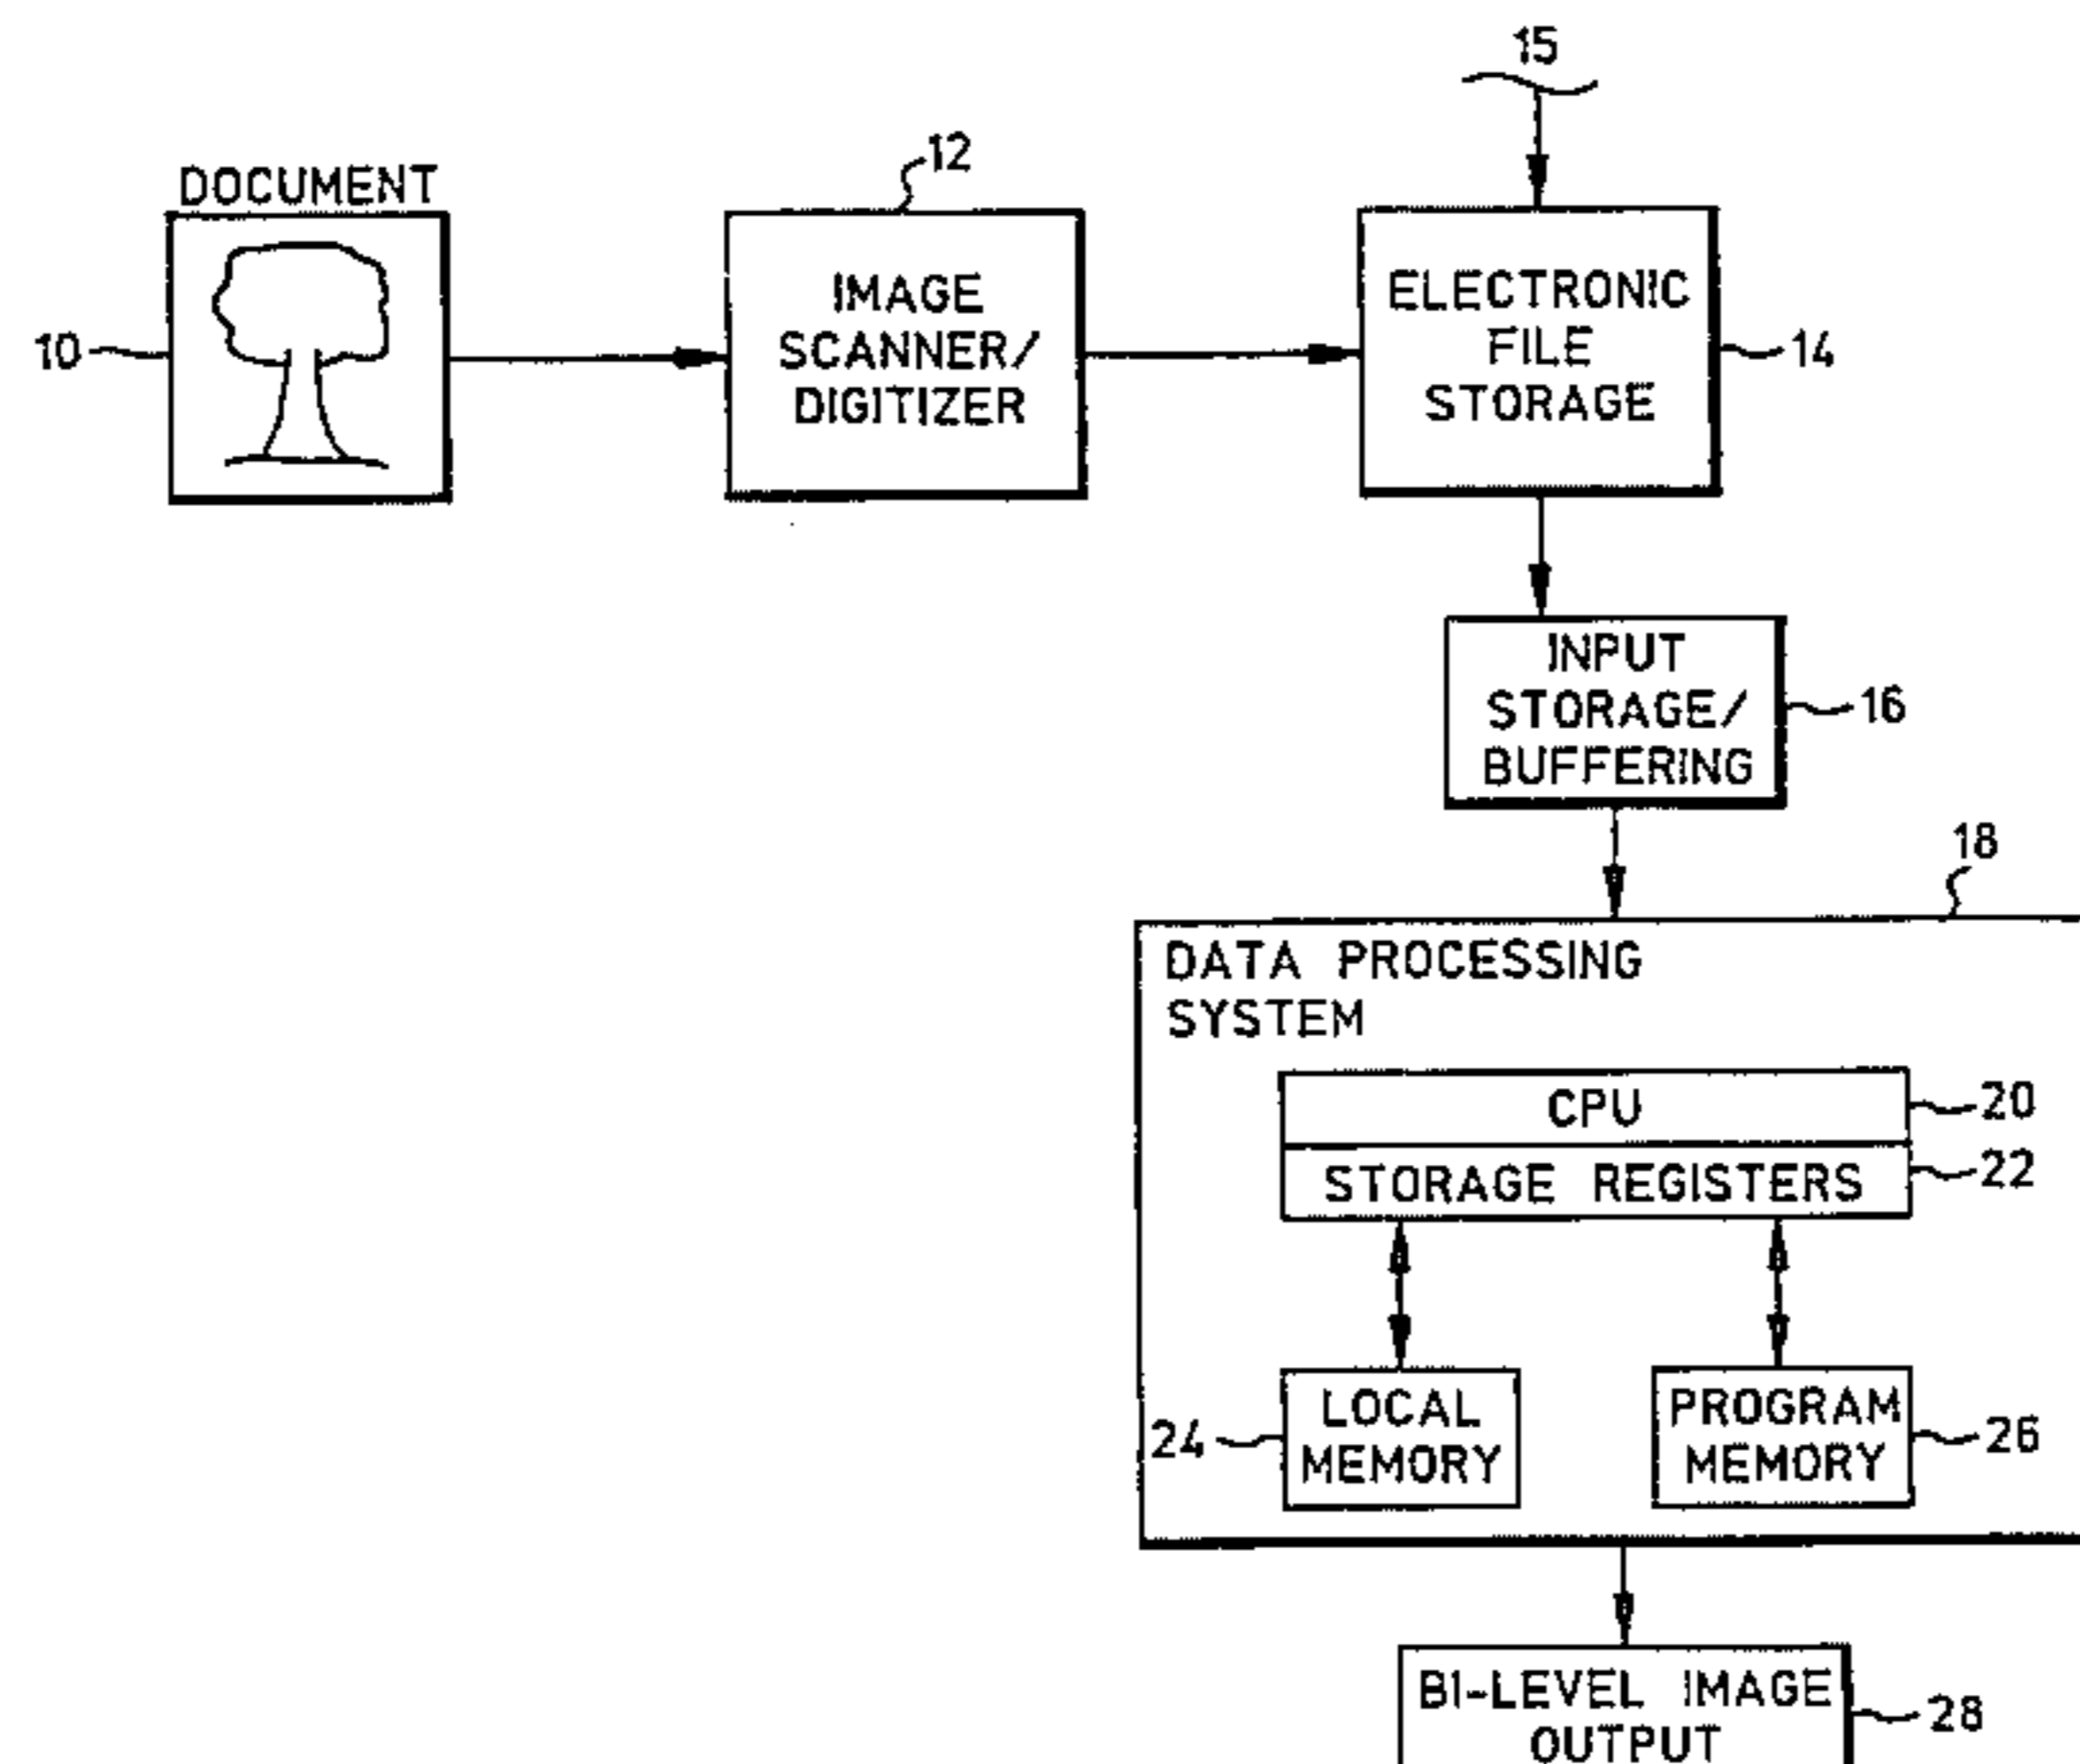 15
DOCUMENT
12
10
IMAGE
SCANNER/
DIGITIZER
ELECTRONIC
FILE
STORAGE
14
INPUT
STORAGE/
BUFFERING
16
18
DATA PROCESSING
SYSTEM
CPU
20
STORAGE REGISTERS
22
24
LOCAL
MEMORY
PROGRAM
MEMORY
26
BI-LEVEL IMAGE
OUTPUT
28